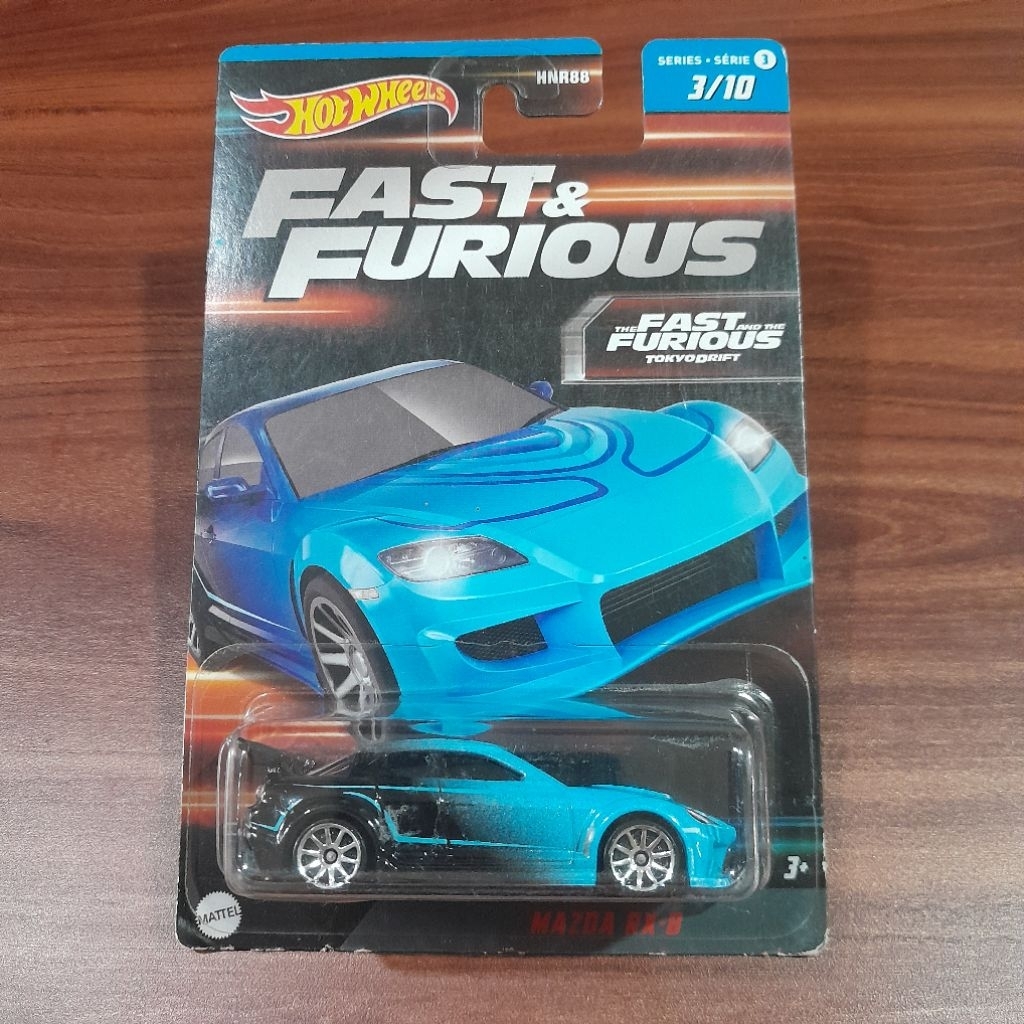 HNR88
SERIES • SÉRIE 3
3/10
HOT WHEELS
FAST &
FURIOUS
THE FAST AND THE
FURIOUS
TOKYO DRIFT
3+
MATTEL
MAZDA RX-8